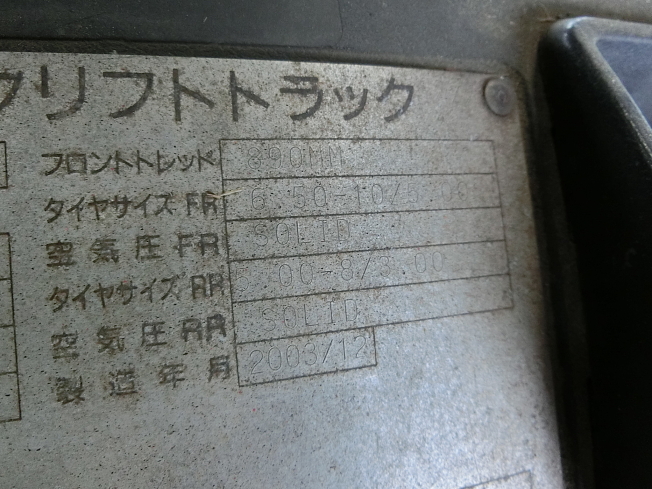 フリフトトラック
フロントトレッド 890MM
タイヤサイズ FR 6.50-10/5.00
空気圧 FR SOLID
タイヤサイズ RR 5.00-8/3.00
空気圧 RR SOLID
製造年月 2003/12